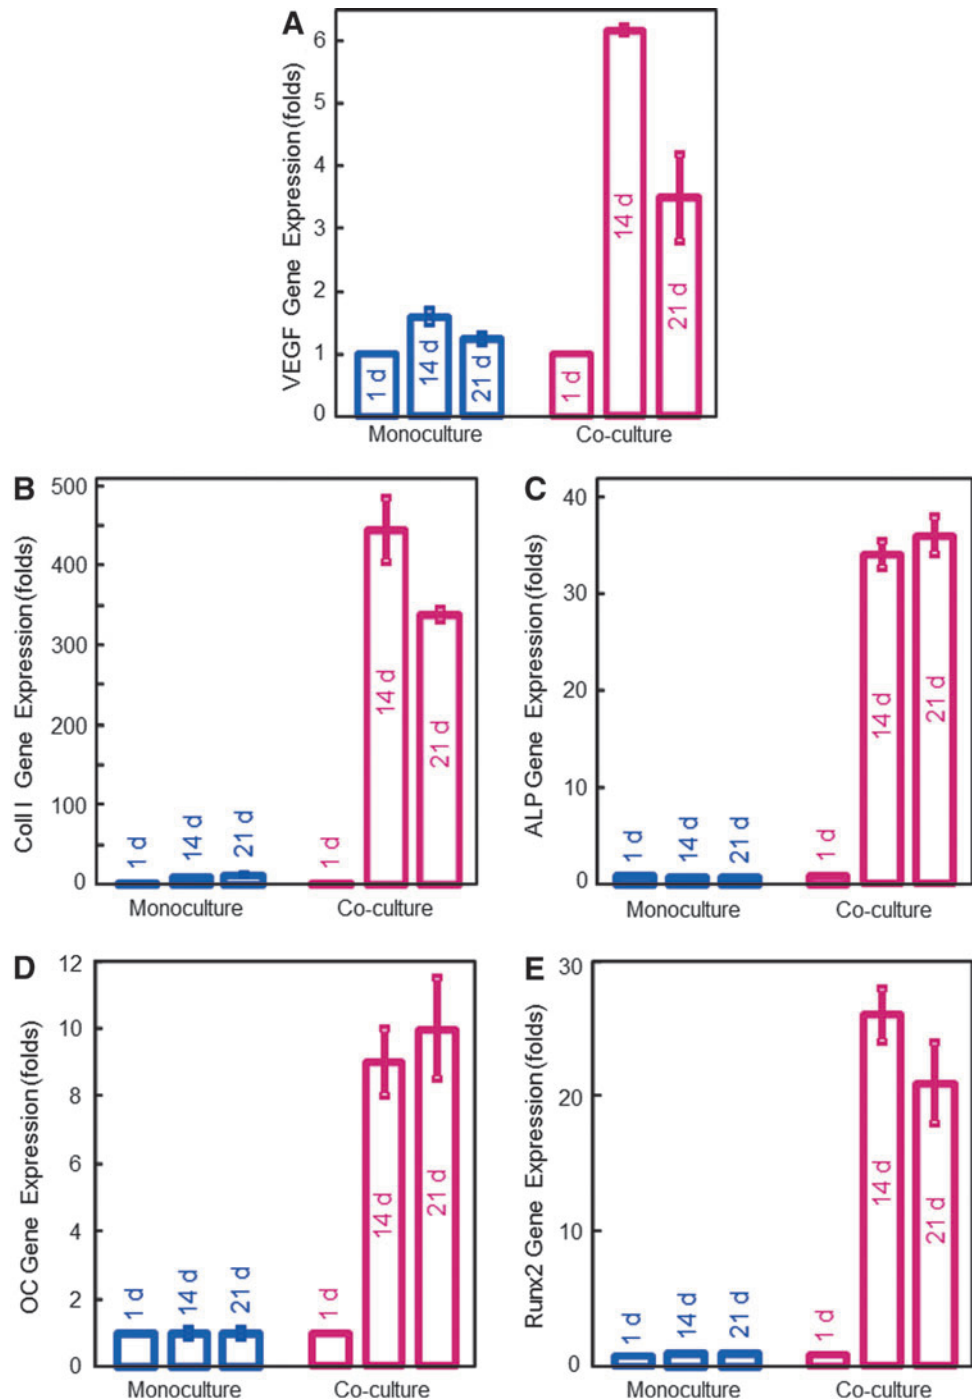 A
VEGF Gene Expression (folds)
6
5
4
3
2
1
0
1 d
14 d
21 d
1 d
14 d
21 d
Monoculture
Co-culture
B
Coll I Gene Expression (folds)
500
400
300
200
100
0
1 d
14 d
21 d
1 d
14 d
21 d
Monoculture
Co-culture
C
ALP Gene Expression (folds)
40
30
20
10
0
1 d
14 d
21 d
1 d
14 d
21 d
Monoculture
Co-culture
D
OC Gene Expression (folds)
12
10
8
6
4
2
0
1 d
14 d
21 d
1 d
14 d
21 d
Monoculture
Co-culture
E
Runx2 Gene Expression (folds)
30
20
10
0
1 d
14 d
21 d
1 d
14 d
21 d
Monoculture
Co-culture